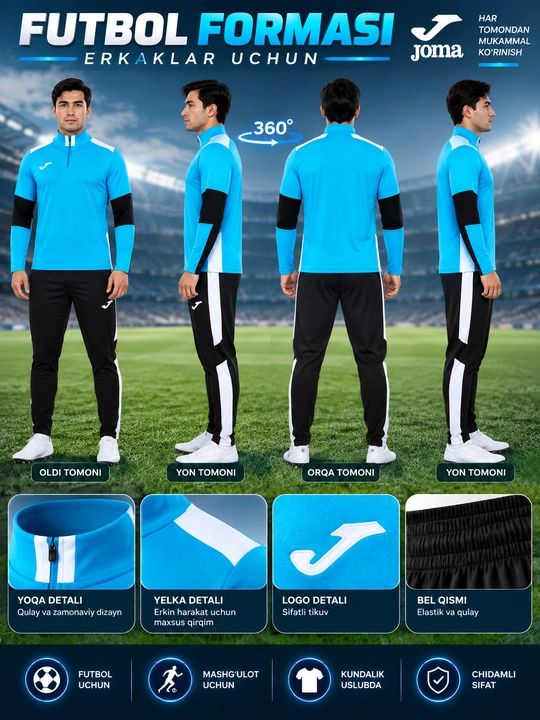 FUTBOL FORMASI
ERKAKLAR UCHUN
joma
HAR
TOMONDAN
MUKAMMAL
KO'RINISH
360°
OLDI TOMONI
YON TOMONI
ORQA TOMONI
YON TOMONI
YOQA DETALI
Qulay va zamonaviy dizayn
YELKA DETALI
Erkin harakat uchun
maxsus qirqim
LOGO DETALI
Sifatli tikuv
BEL QISMI
Elastik va qulay
FUTBOL
UCHUN
MASHG'ULOT
UCHUN
KUNDALIK
USLUBDA
CHIDAMLI
SIFAT